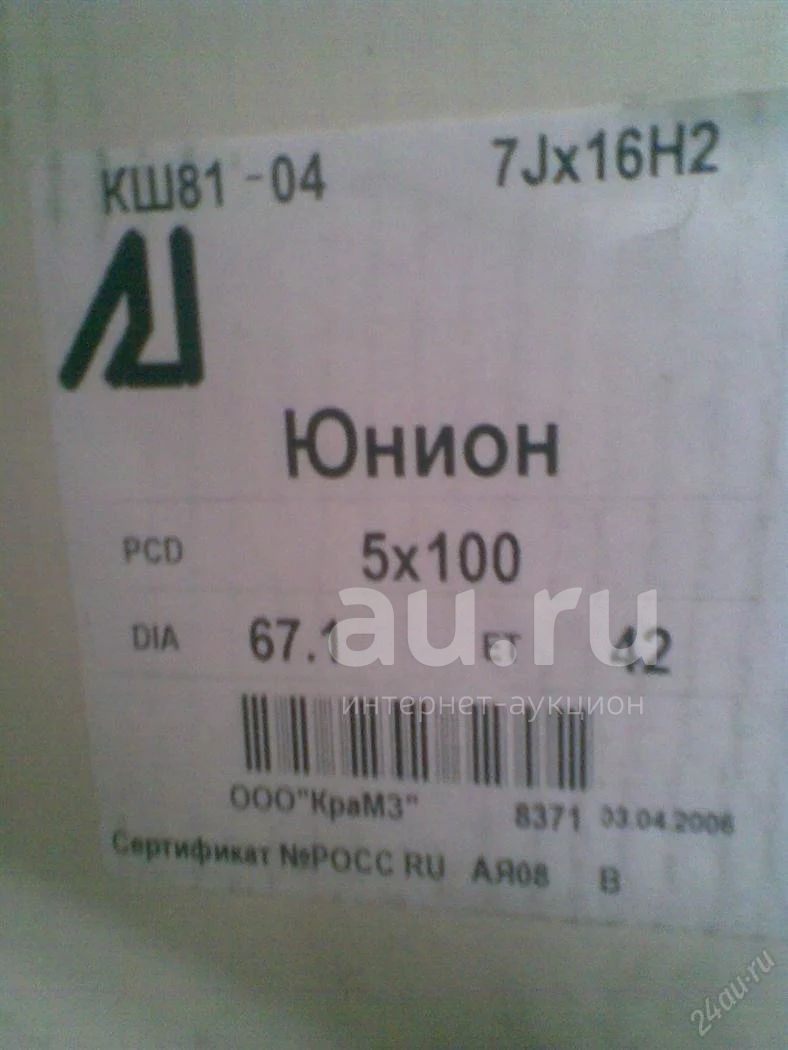 КШ81 -04 7Jx16H2
Юнион
PCD 5x100
DIA 67.1 ET 42
au.ru
интернет-аукцион
ООО"КраМЗ" 8371 03.04.2006
Сертификат №РОСС RU АЯ08 В
24au.ru